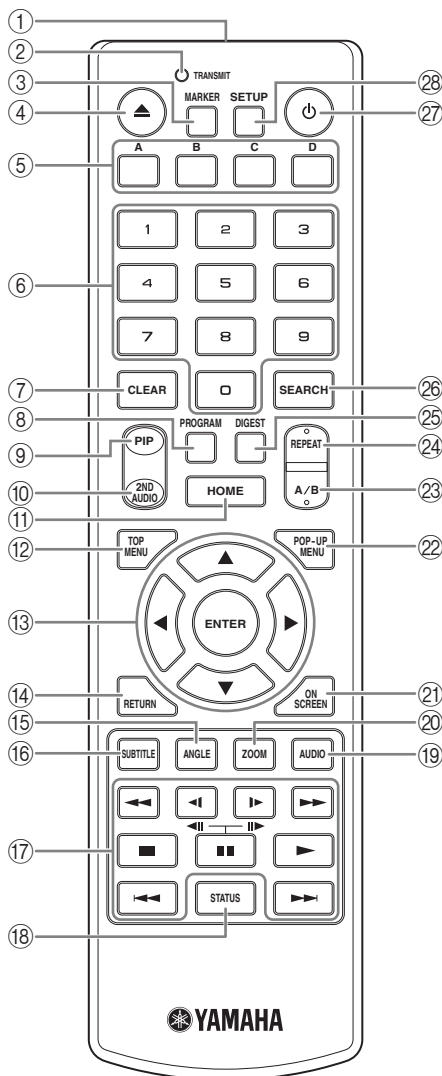 ①
② TRANSMIT
③ MARKER SETUP ㉘
④ ㉗
⑤ A B C D
1 2 3
⑥ 4 5 6
7 8 9
⑦ CLEAR 0 SEARCH ㉖
⑧ PROGRAM DIGEST ㉕
⑨ PIP REPEAT ㉔
⑩ 2ND AUDIO A/B ㉓
⑪ HOME
⑫ TOP MENU POP-UP MENU ㉒
⑬ ENTER
⑭ RETURN ON SCREEN ㉑
⑮ ANGLE ZOOM ⑳
⑯ SUBTITLE AUDIO ⑲
⑰
⑱ STATUS
YAMAHA